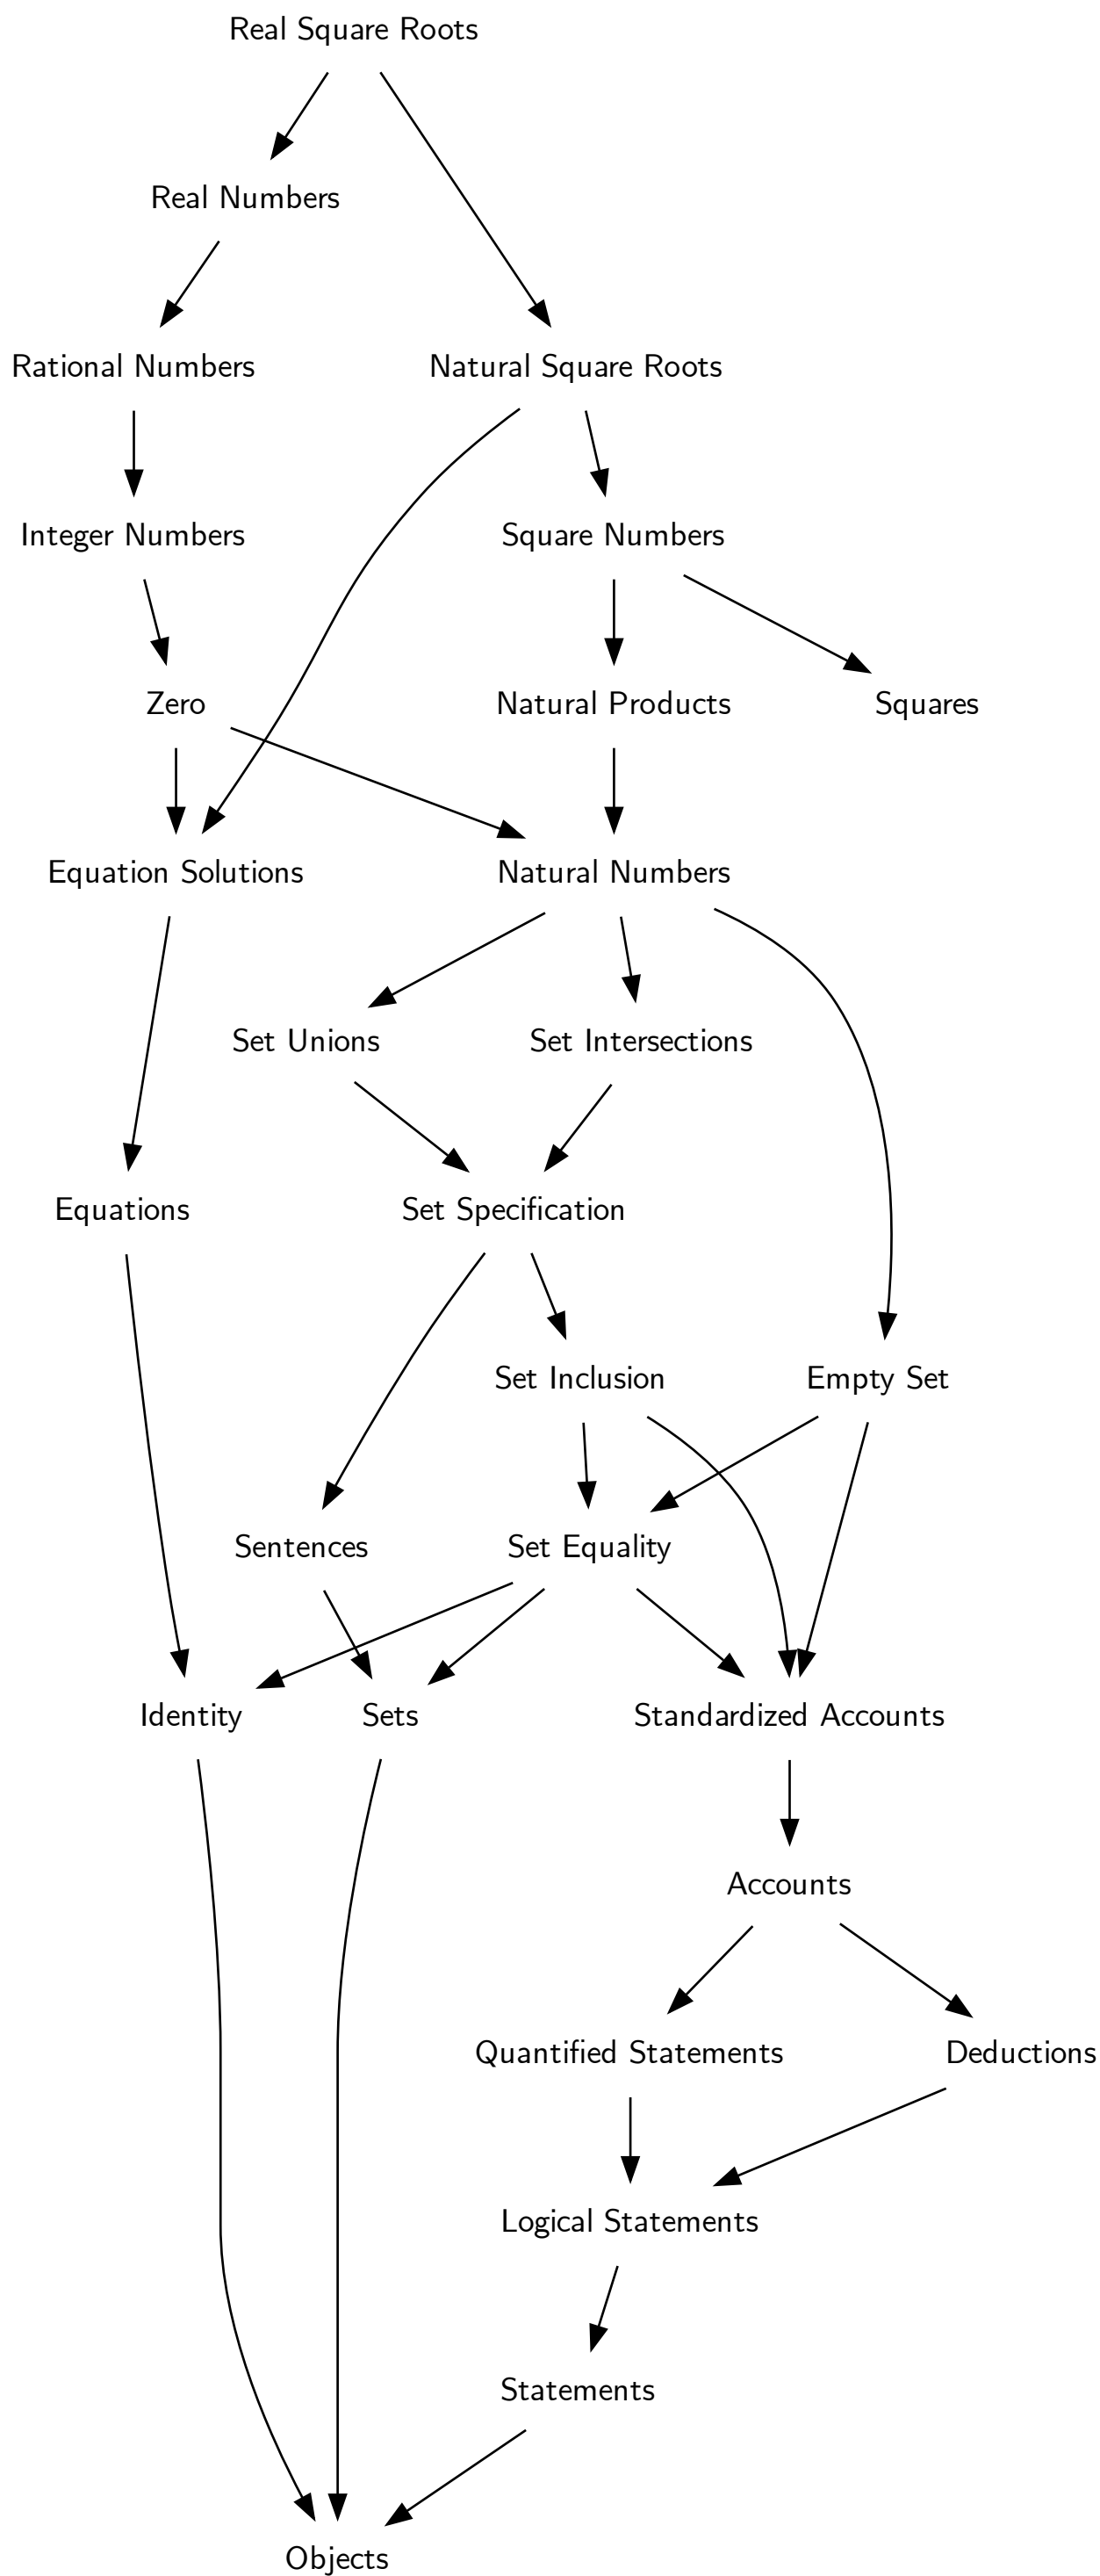 Real Square Roots
Real Numbers
Rational Numbers
Natural Square Roots
Integer Numbers
Square Numbers
Zero
Natural Products
Squares
Equation Solutions
Natural Numbers
Set Unions
Set Intersections
Equations
Set Specification
Set Inclusion
Empty Set
Sentences
Set Equality
Identity
Sets
Standardized Accounts
Accounts
Quantified Statements
Deductions
Logical Statements
Statements
Objects